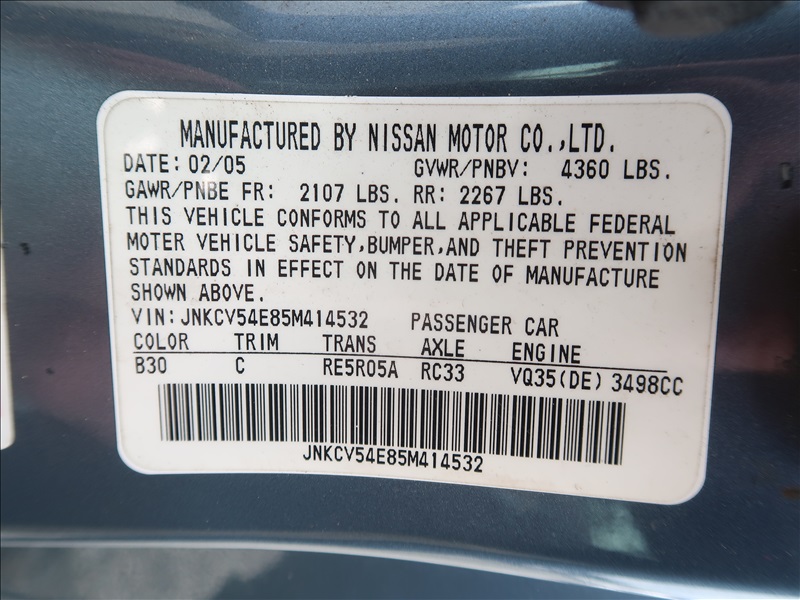 MANUFACTURED BY NISSAN MOTOR CO.,LTD.
DATE: 02/05 GVWR/PNBV: 4360 LBS.
GAWR/PNBE FR: 2107 LBS. RR: 2267 LBS.
THIS VEHICLE CONFORMS TO ALL APPLICABLE FEDERAL
MOTER VEHICLE SAFETY,BUMPER,AND THEFT PREVENTION
STANDARDS IN EFFECT ON THE DATE OF MANUFACTURE
SHOWN ABOVE.
VIN: JNKCV54E85M414532 PASSENGER CAR
COLOR TRIM TRANS AXLE ENGINE
B30 C RE5R05A RC33 VQ35(DE) 3498CC
JNKCV54E85M414532